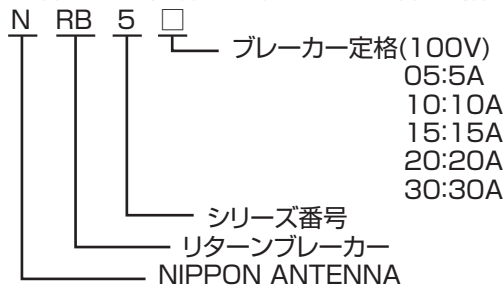 N RB 5 □
ブレーカー定格(100V)
05:5A
10:10A
15:15A
20:20A
30:30A
シリーズ番号
リターンブレーカー
NIPPON ANTENNA